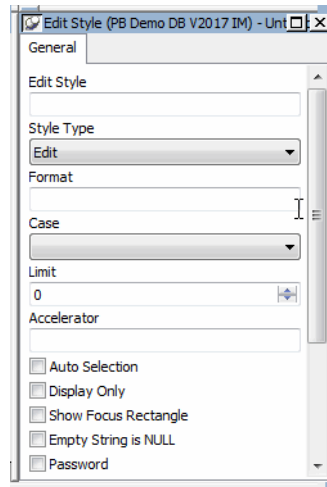 Edit Style (PB Demo DB V2017 IM) - Unt
General
Edit Style
Style Type
Edit
Format
Case
Limit
0
Accelerator
Auto Selection
Display Only
Show Focus Rectangle
Empty String is NULL
Password